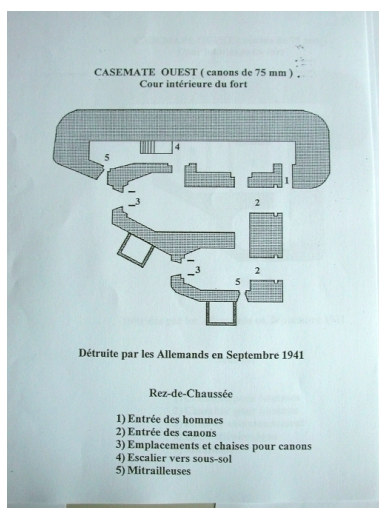 CASEMATE OUEST ( canons de 75 mm )
Cour intérieure du fort
4
5
1
3
2
3
2
5
Détruite par les Allemands en Septembre 1941
Rez-de-Chaussée
1) Entrée des hommes
2) Entrée des canons
3) Emplacements et chaises pour canons
4) Escalier vers sous-sol
5) Mitrailleuses